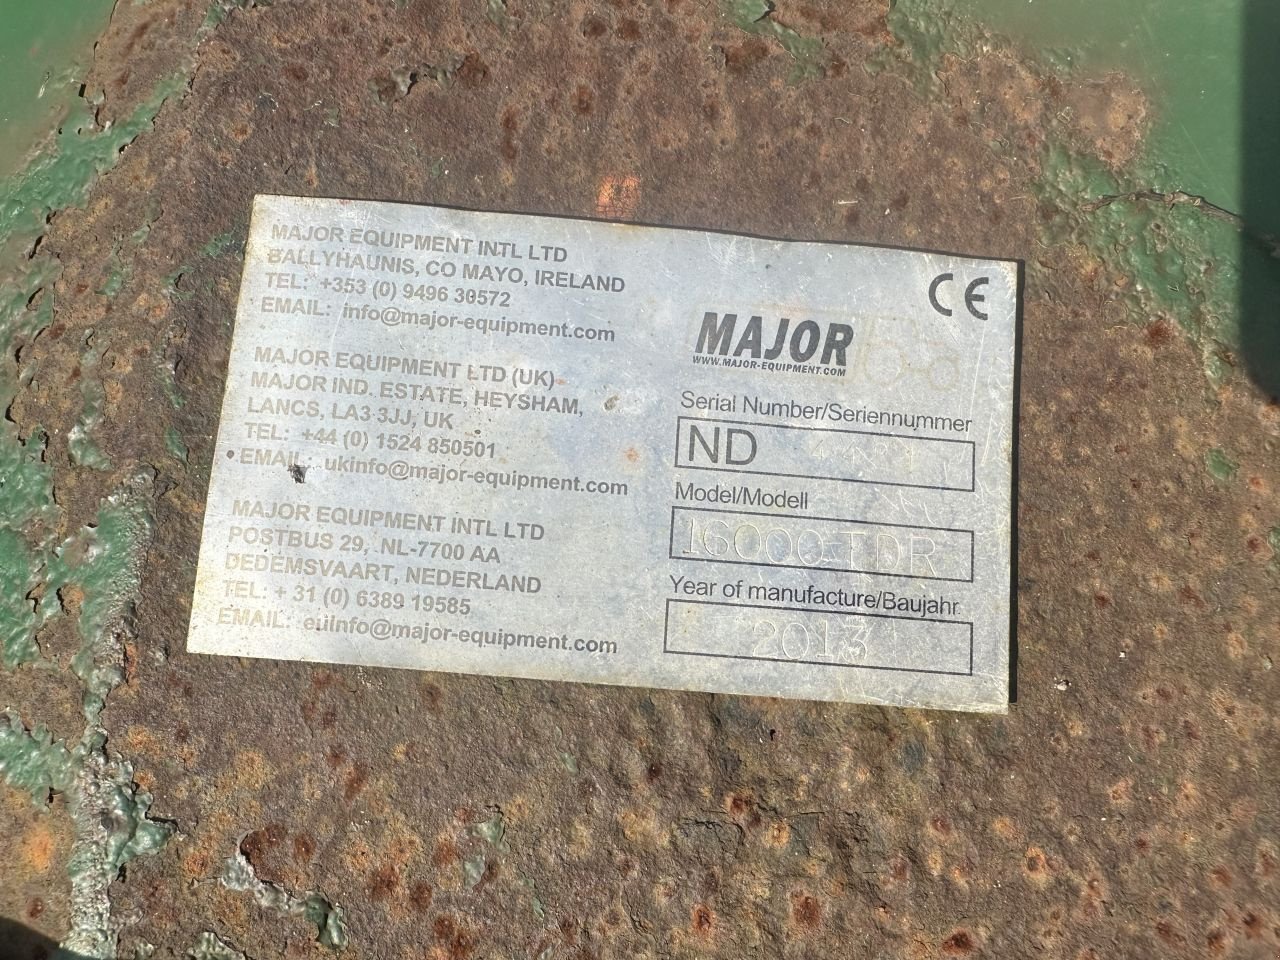 MAJOR EQUIPMENT INTL LTD
BALLYHAUNIS, CO MAYO, IRELAND
TEL: +353 (0) 9496 30572
EMAIL: info@major-equipment.com
MAJOR EQUIPMENT LTD (UK)
MAJOR IND. ESTATE, HEYSHAM,
LANCS, LA3 3JJ, UK
TEL: +44 (0) 1524 850501
EMAIL: ukinfo@major-equipment.com
MAJOR EQUIPMENT INTL LTD
POSTBUS 29, NL-7700 AA
DEDEMSVAART, NEDERLAND
TEL: + 31 (0) 6389 19585
EMAIL: euinfo@major-equipment.com
CE
MAJOR
WWW.MAJOR-EQUIPMENT.COM
Serial Number/Seriennummer
ND
Model/Modell
16000 TDR
Year of manufacture/Baujahr
2013